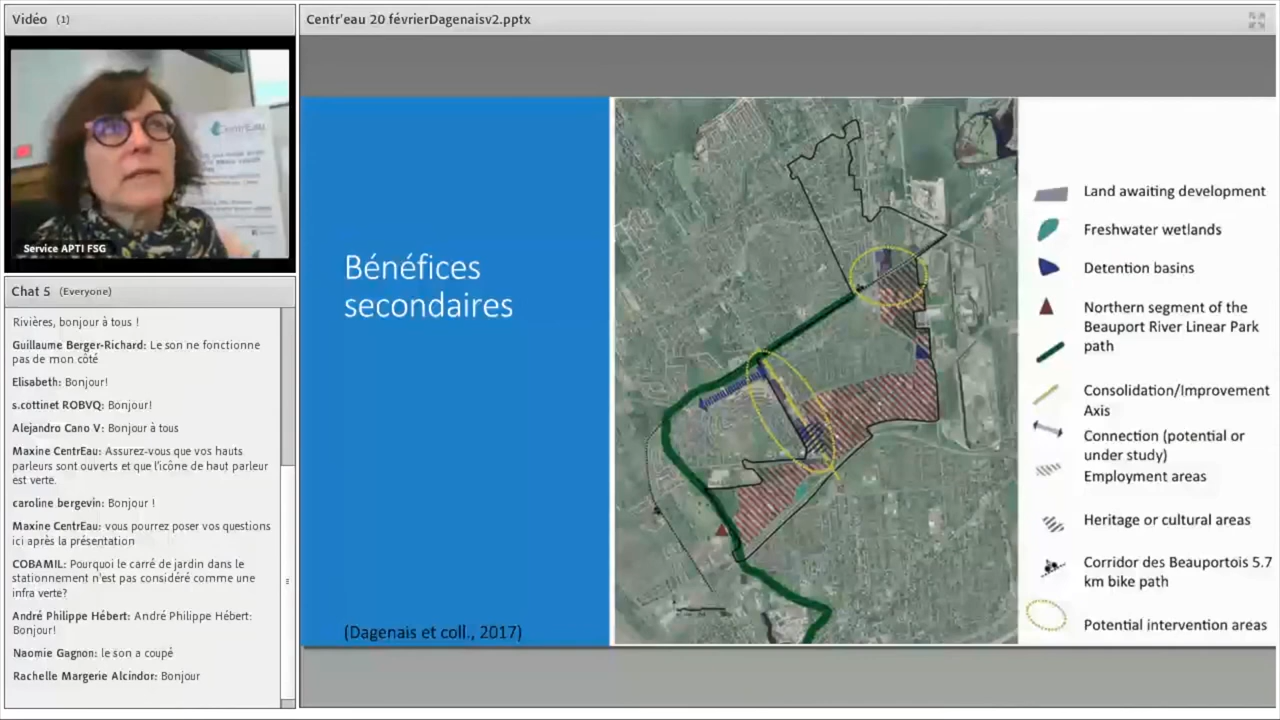 Vidéo (1)
Centr'eau 20 févrierDagenaisv2.pptx
CentrEau
Service APTI FSG
Chat 5 (Everyone)
Rivières, bonjour à tous !
Guillaume Berger-Richard: Le son ne fonctionne
pas de mon côté
Elisabeth: Bonjour!
s.cottinet ROBVQ: Bonjour!
Alejandro Cano V: Bonjour à tous
Maxine CentrEau: Assurez-vous que vos hauts
parleurs sont ouverts et que l'icône de haut parleur
est verte.
caroline bergevin: Bonjour !
Maxine CentrEau: vous pourrez poser vos questions
ici après la présentation
COBAMIL: Pourquoi le carré de jardin dans le
stationnement n'est pas considéré comme une
infra verte?
André Philippe Hébert: André Philippe Hébert:
Bonjour!
Naomie Gagnon: le son a coupé
Rachelle Margerie Alcindor: Bonjour
Bénéfices
secondaires
(Dagenais et coll., 2017)
Land awaiting development
Freshwater wetlands
Detention basins
Northern segment of the
Beauport River Linear Park
path
Consolidation/Improvement
Axis
Connection (potential or
under study)
Employment areas
Heritage or cultural areas
Corridor des Beauportois 5.7
km bike path
Potential intervention areas